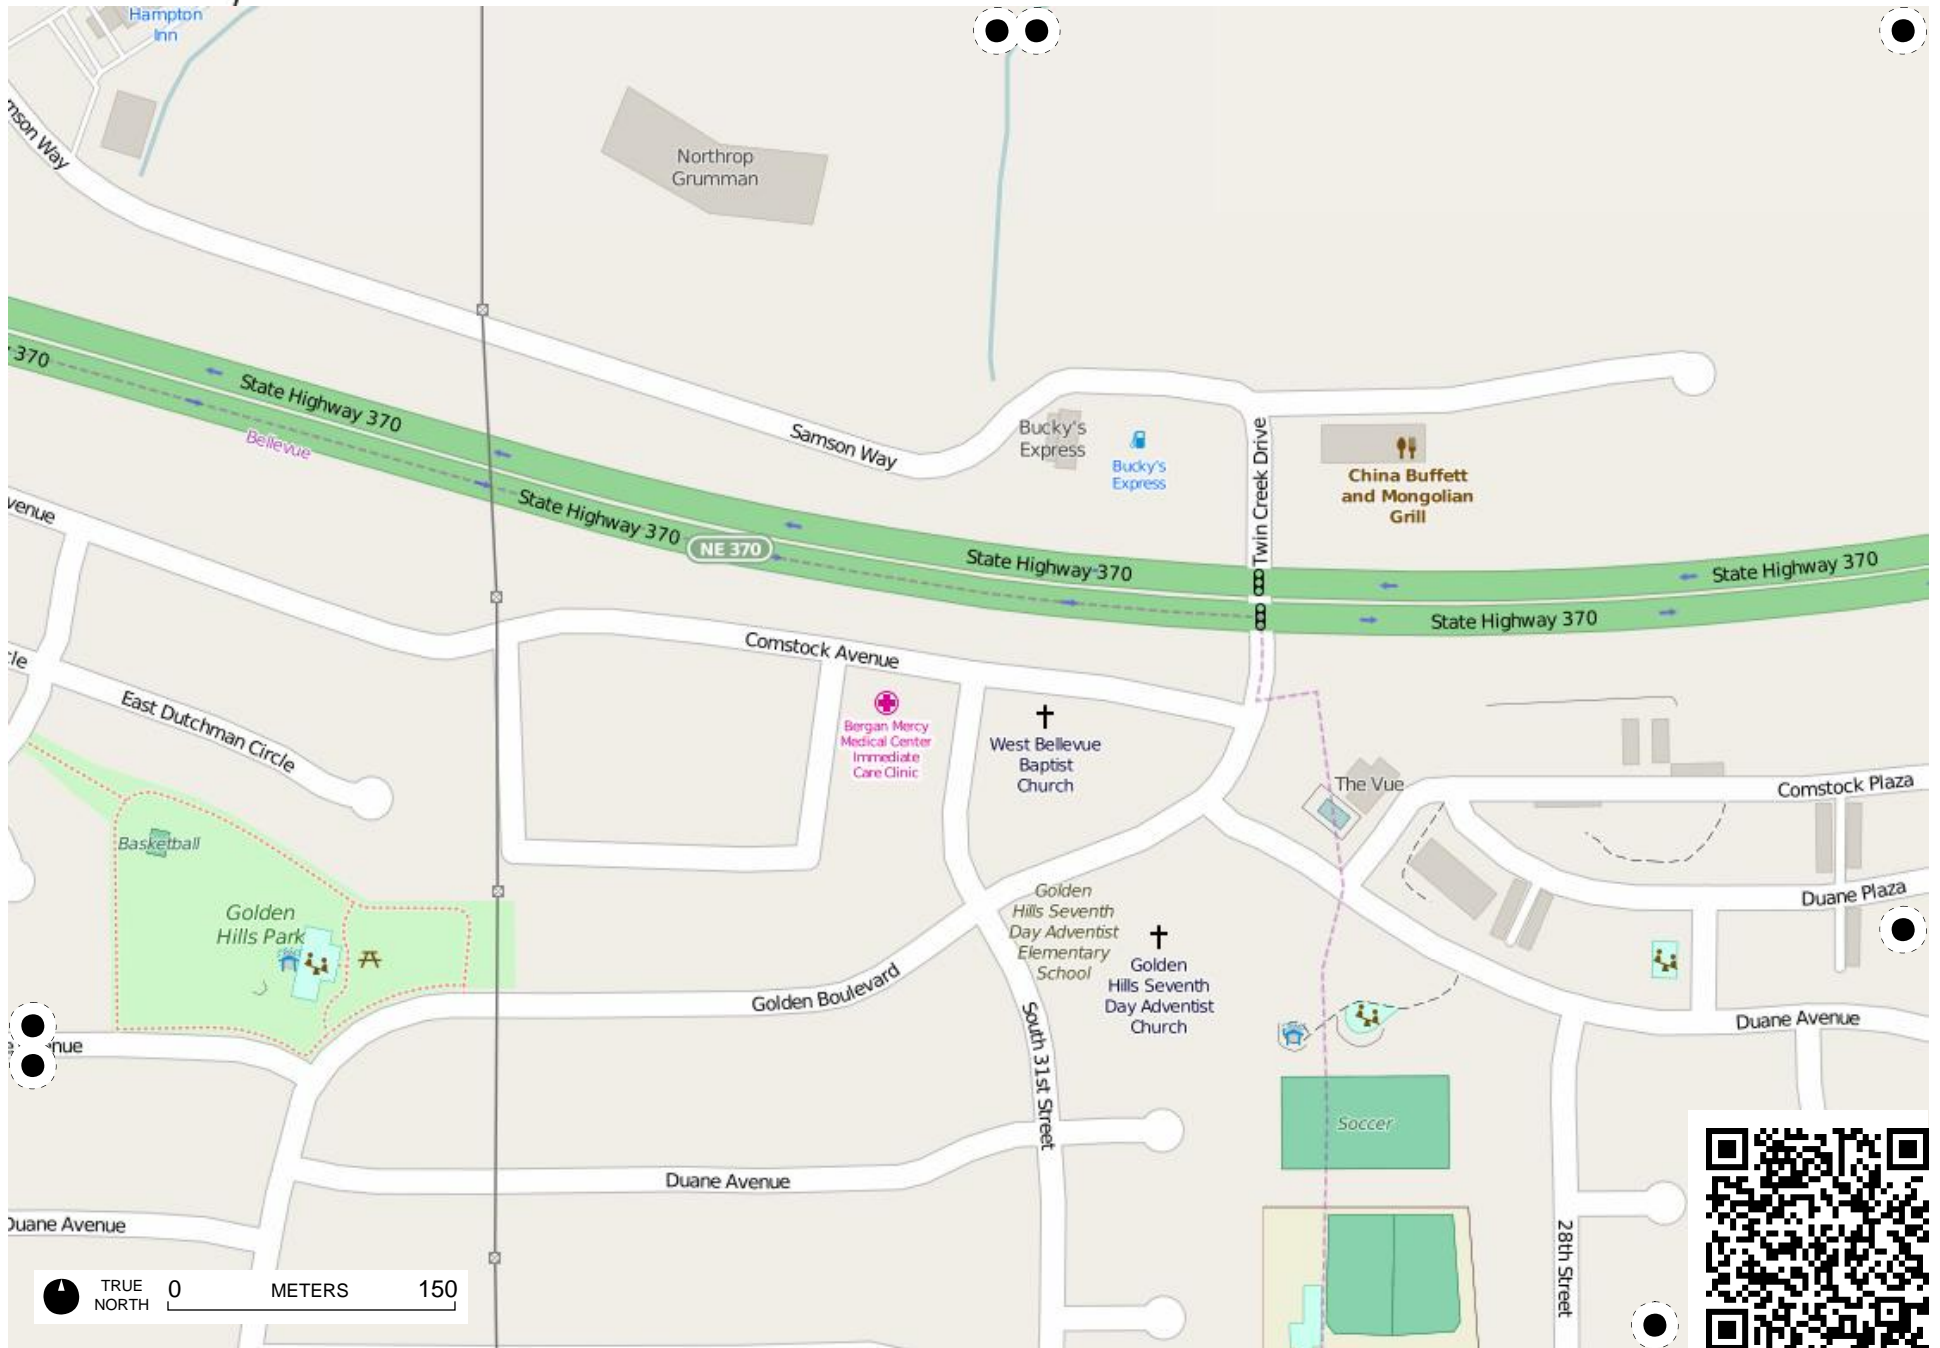 Hampton
Inn
Northrop
Grumman
mson Way
370
State Highway 370
Bellevue
Samson Way
Bucky's
Express
Bucky's
Express
Twin Creek Drive
China Buffett
and Mongolian
Grill
State Highway 370
NE 370
State Highway 370
State Highway 370
State Highway 370
venue
Comstock Avenue
cle
East Dutchman Circle
Bergan Mercy
Medical Center
Immediate
Care Clinic
West Bellevue
Baptist
Church
The Vue
Comstock Plaza
Basketball
Duane Plaza
Golden
Hills Park
Golden
Hills Seventh
Day Adventist
Elementary
School
Golden
Hills Seventh
Day Adventist
Church
Golden Boulevard
South 31st Street
Duane Avenue
enue
Soccer
Duane Avenue
Duane Avenue
28th Street
TRUE
NORTH
0 METERS 150